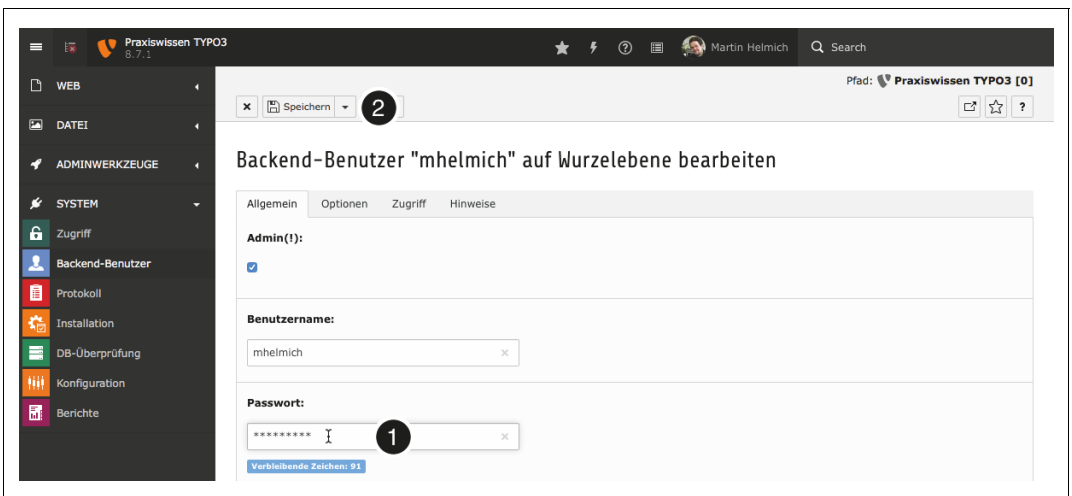 Praxiswissen TYPO3
8.7.1
Martin Helmich
Search
WEB
DATEI
ADMINWERKZEUGE
SYSTEM
Zugriff
Backend-Benutzer
Protokoll
Installation
DB-Überprüfung
Konfiguration
Berichte
Pfad: Praxiswissen TYPO3 [0]
Speichern
2
?
Backend-Benutzer "mhelmich" auf Wurzelebene bearbeiten
Allgemein Optionen Zugriff Hinweise
Admin(!):
Benutzername:
mhelmich
Passwort:
********* 1
Verbleibende Zeichen: 91